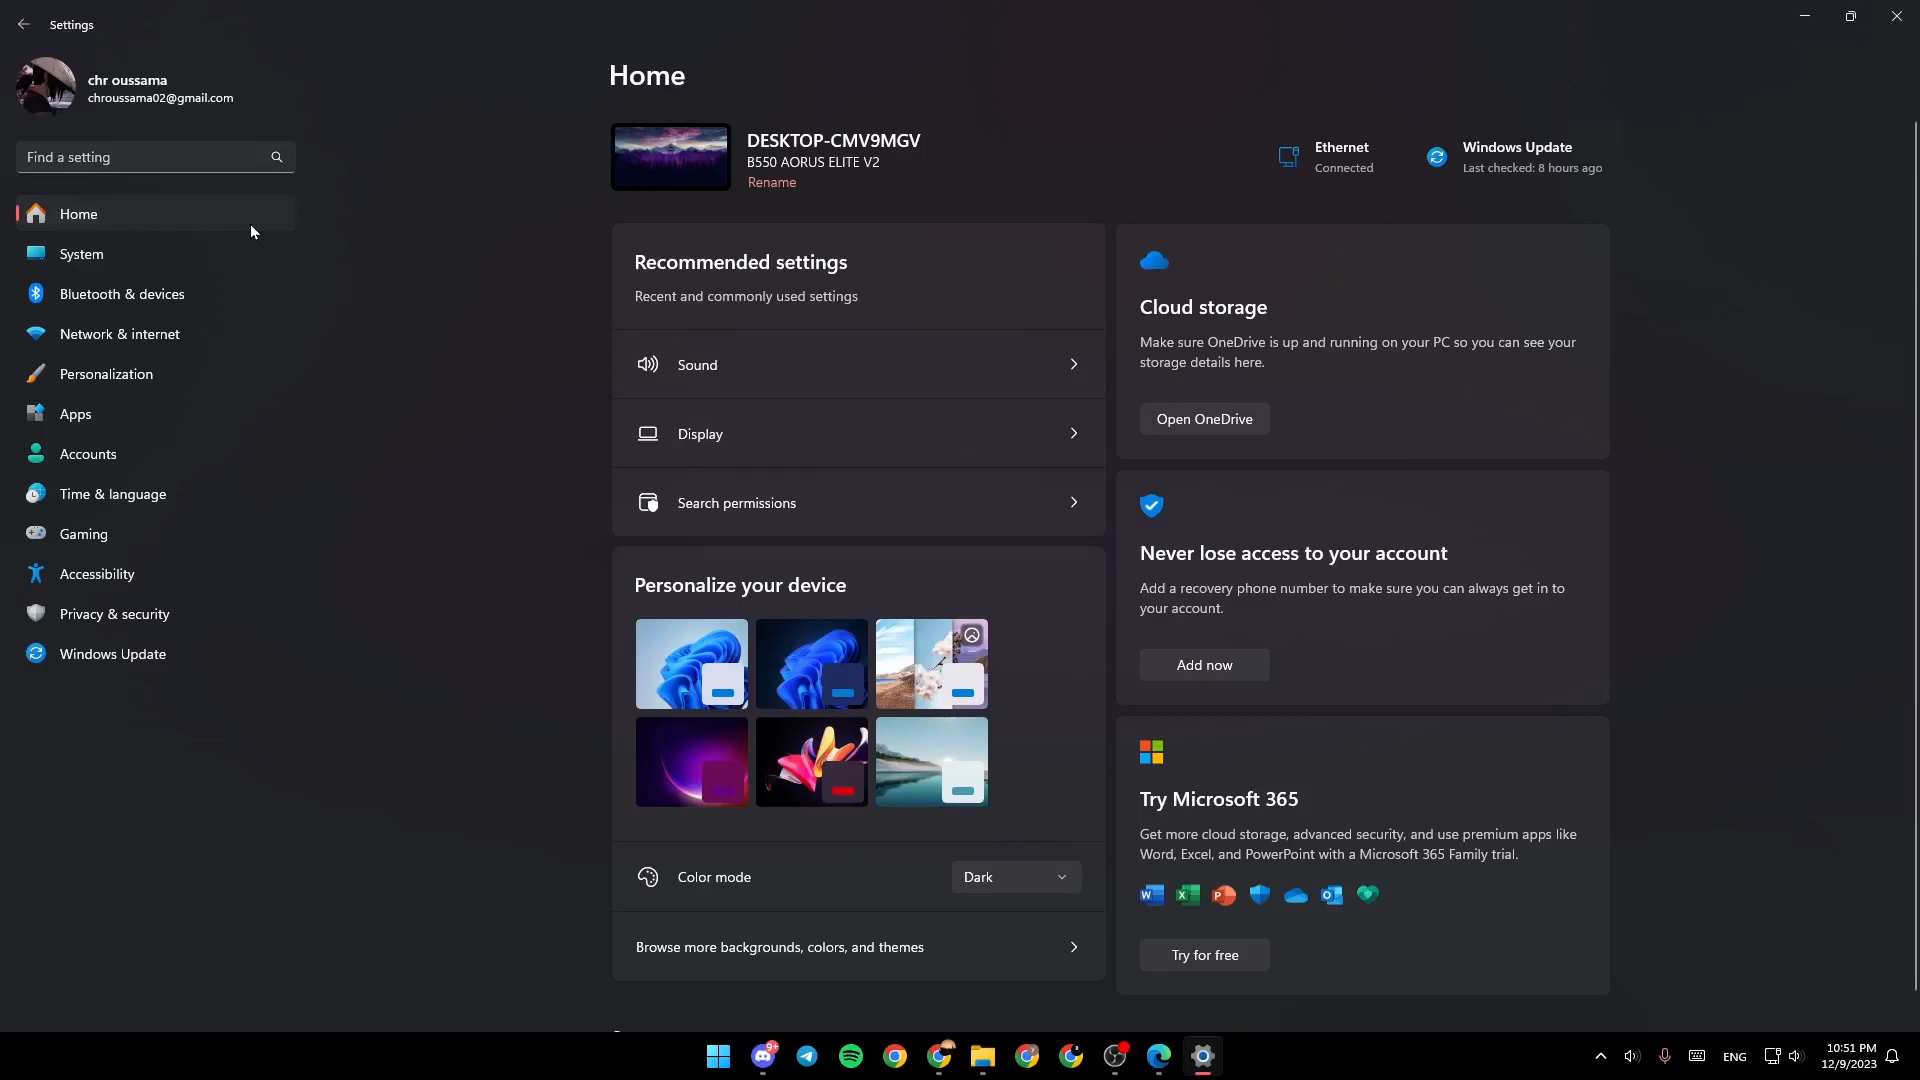 Settings
chr oussama
chroussama02@gmail.com
Find a setting
Home
System
Bluetooth & devices
Network & internet
Personalization
Apps
Accounts
Time & language
Gaming
Accessibility
Privacy & security
Windows Update
Home
DESKTOP-CMV9MGV
B550 AORUS ELITE V2
Rename
Ethernet
Connected
Windows Update
Last checked: 8 hours ago
Recommended settings
Recent and commonly used settings
Sound
Display
Search permissions
Personalize your device
Color mode
Dark
Browse more backgrounds, colors, and themes
Cloud storage
Make sure OneDrive is up and running on your PC so you can see your
storage details here.
Open OneDrive
Never lose access to your account
Add a recovery phone number to make sure you can always get in to
your account.
Add now
Try Microsoft 365
Get more cloud storage, advanced security, and use premium apps like
Word, Excel, and PowerPoint with a Microsoft 365 Family trial.
Try for free
9+
ENG
10:51 PM
12/9/2023